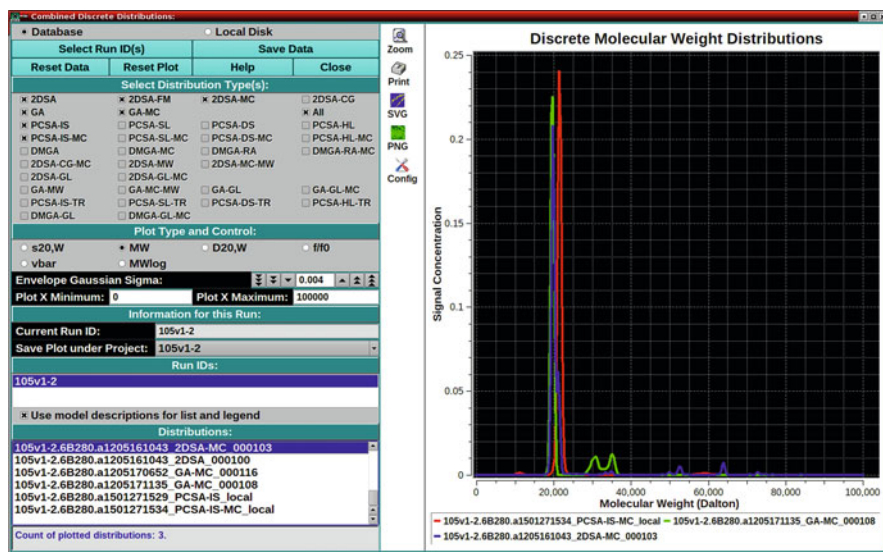 Combined Discrete Distributions:
Database Local Disk
Select Run ID(s) Save Data
Reset Data Reset Plot Help Close
Select Distribution Type(s):
2DSA 2DSA-FM 2DSA-MC 2DSA-CG
GA GA-MC All
PCSA-IS PCSA-SL PCSA-DS PCSA-HL
PCSA-IS-MC PCSA-SL-MC PCSA-DS-MC PCSA-HL-MC
DMGA DMGA-MC DMGA-RA DMGA-RA-MC
2DSA-CG-MC 2DSA-MW 2DSA-MC-MW
2DSA-GL 2DSA-GL-MC
GA-MW GA-MC-MW GA-GL GA-GL-MC
PCSA-IS-TR PCSA-SL-TR PCSA-DS-TR PCSA-HL-TR
DMGA-GL DMGA-GL-MC
Plot Type and Control:
s20,W MW D20,W f/f0
vbar MWlog
Envelope Gaussian Sigma: 0.004
Plot X Minimum: 0 Plot X Maximum: 100000
Information for this Run:
Current Run ID: 105v1-2
Save Plot under Project: 105v1-2
Run IDs:
105v1-2
Use model descriptions for list and legend
Distributions:
105v1-2.6B280.a1205161043_2DSA-MC_000103
105v1-2.6B280.a1205161043_2DSA_000100
105v1-2.6B280.a1205170652_GA-MC_000116
105v1-2.6B280.a1205171135_GA-MC_000108
105v1-2.6B280.a1501271529_PCSA-IS_local
105v1-2.6B280.a1501271534_PCSA-IS-MC_local
Count of plotted distributions: 3.
Zoom
Print
SVG
PNG
Config
Discrete Molecular Weight Distributions
Signal Concentration
0.25
0.2
0.15
0.1
0.05
0
0 20,000 40,000 60,000 80,000 100,000
Molecular Weight (Dalton)
105v1-2.6B280.a1501271534_PCSA-IS-MC_local 105v1-2.6B280.a1205171135_GA-MC_000108
105v1-2.6B280.a1205161043_2DSA-MC_000103